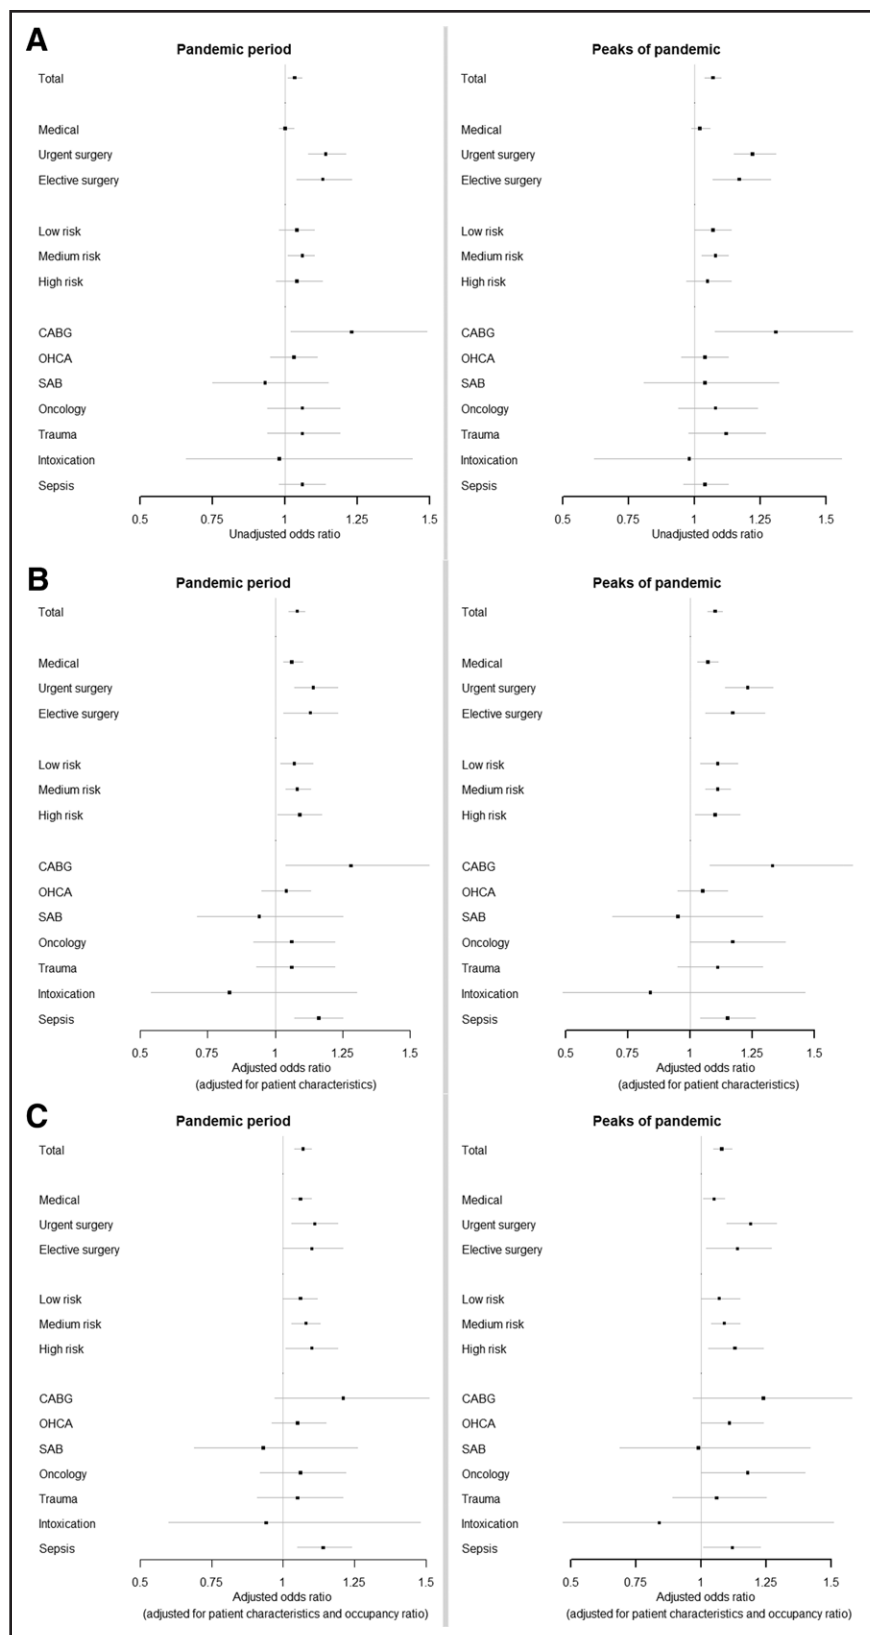 A
Pandemic period
Total
Medical
Urgent surgery
Elective surgery
Low risk
Medium risk
High risk
CABG
OHCA
SAB
Oncology
Trauma
Intoxication
Sepsis
0.5 0.75 1 1.25 1.5
Unadjusted odds ratio
Peaks of pandemic
Total
Medical
Urgent surgery
Elective surgery
Low risk
Medium risk
High risk
CABG
OHCA
SAB
Oncology
Trauma
Intoxication
Sepsis
0.5 0.75 1 1.25 1.5
Unadjusted odds ratio
B
Pandemic period
Total
Medical
Urgent surgery
Elective surgery
Low risk
Medium risk
High risk
CABG
OHCA
SAB
Oncology
Trauma
Intoxication
Sepsis
0.5 0.75 1 1.25 1.5
Adjusted odds ratio
(adjusted for patient characteristics)
Peaks of pandemic
Total
Medical
Urgent surgery
Elective surgery
Low risk
Medium risk
High risk
CABG
OHCA
SAB
Oncology
Trauma
Intoxication
Sepsis
0.5 0.75 1 1.25 1.5
Adjusted odds ratio
(adjusted for patient characteristics)
C
Pandemic period
Total
Medical
Urgent surgery
Elective surgery
Low risk
Medium risk
High risk
CABG
OHCA
SAB
Oncology
Trauma
Intoxication
Sepsis
0.5 0.75 1 1.25 1.5
Adjusted odds ratio
(adjusted for patient characteristics and occupancy ratio)
Peaks of pandemic
Total
Medical
Urgent surgery
Elective surgery
Low risk
Medium risk
High risk
CABG
OHCA
SAB
Oncology
Trauma
Intoxication
Sepsis
0.5 0.75 1 1.25 1.5
Adjusted odds ratio
(adjusted for patient characteristics and occupancy ratio)